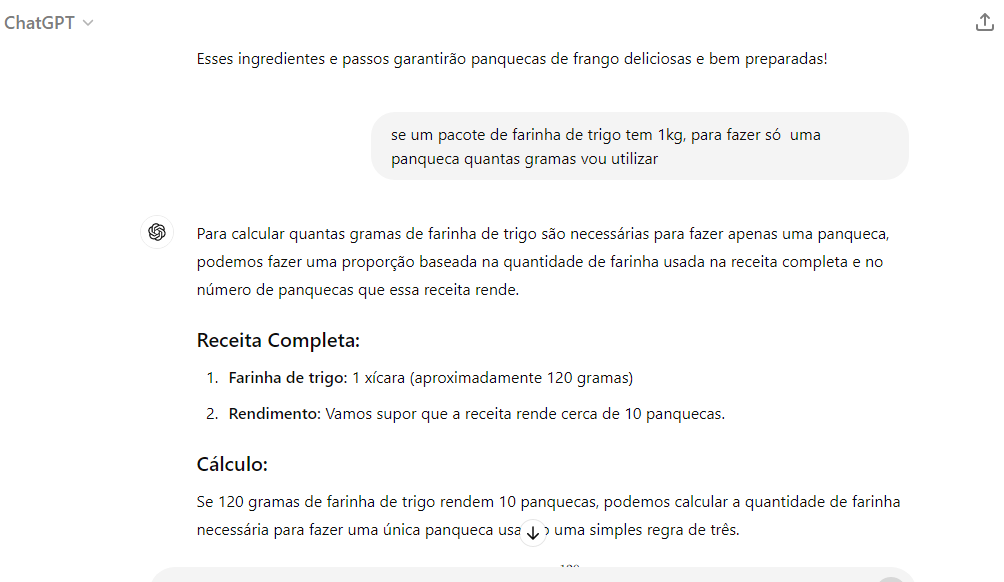 ChatGPT
Esses ingredientes e passos garantirão panquecas de frango deliciosas e bem preparadas!
se um pacote de farinha de trigo tem 1kg, para fazer só  uma
panqueca quantas gramas vou utilizar
Para calcular quantas gramas de farinha de trigo são necessárias para fazer apenas uma panqueca,
podemos fazer uma proporção baseada na quantidade de farinha usada na receita completa e no
número de panquecas que essa receita rende.
Receita Completa:
1. Farinha de trigo: 1 xícara (aproximadamente 120 gramas)
2. Rendimento: Vamos supor que a receita rende cerca de 10 panquecas.
Cálculo:
Se 120 gramas de farinha de trigo rendem 10 panquecas, podemos calcular a quantidade de farinha
necessária para fazer uma única panqueca uma simples regra de três.